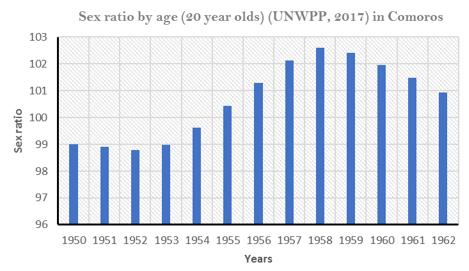 Sex ratio by age (20 year olds) (UNWPP, 2017) in Comoros
103
102
101
100
99
98
97
96
Sex ratio
1950 1951 1952 1953 1954 1955 1956 1957 1958 1959 1960 1961 1962
Years